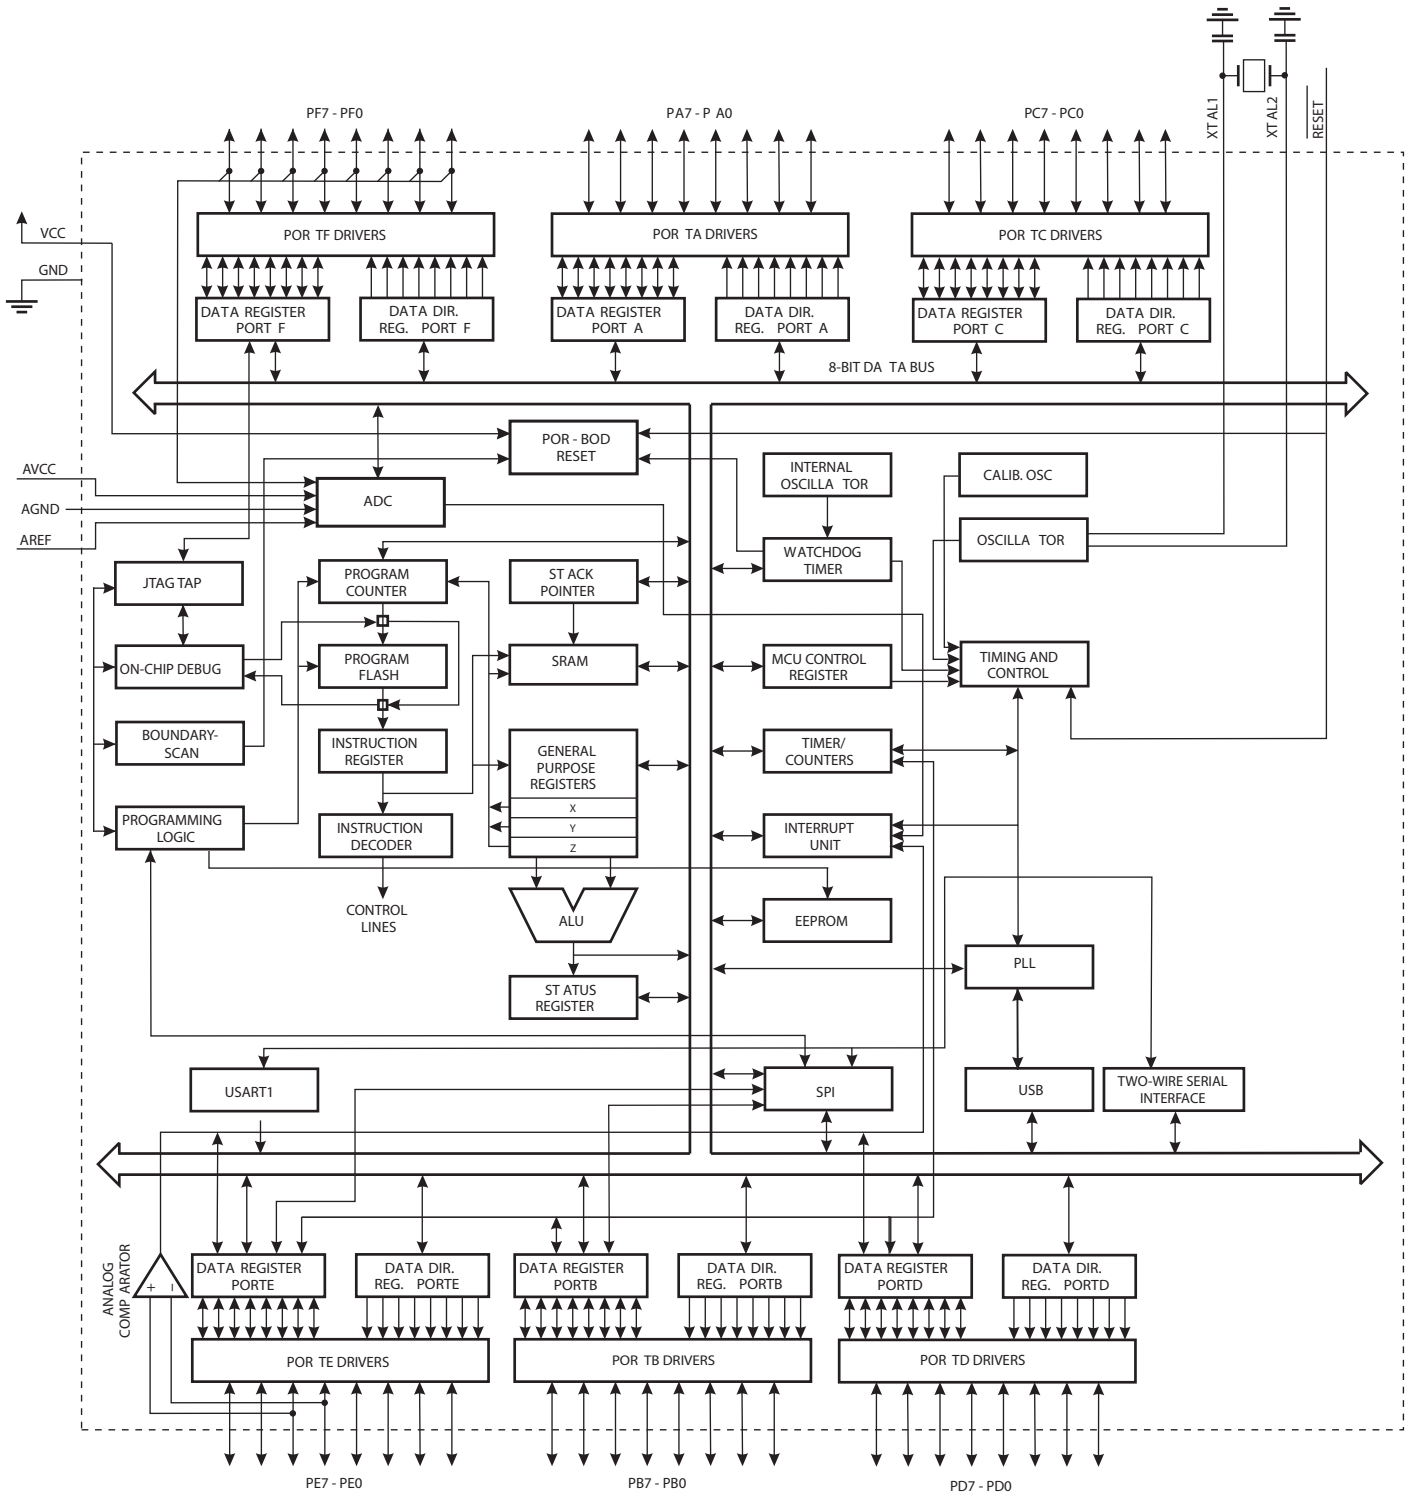 PF7 - PF0
PA7 - P A0
PC7 - PC0
XT AL1
XT AL2
RESET
VCC
GND
POR TF DRIVERS
POR TA DRIVERS
POR TC DRIVERS
DATA REGISTER
PORT F
DATA DIR.
REG. PORT F
DATA REGISTER
PORT A
DATA DIR.
REG. PORT A
DATA REGISTER
PORT C
DATA DIR.
REG. PORT C
8-BIT DA TA BUS
POR - BOD
RESET
INTERNAL
OSCILLA TOR
CALIB. OSC
AVCC
AGND
AREF
ADC
OSCILLA TOR
WATCHDOG
TIMER
JTAG TAP
PROGRAM
COUNTER
ST ACK
POINTER
ON-CHIP DEBUG
PROGRAM
FLASH
SRAM
MCU CONTROL
REGISTER
TIMING AND
CONTROL
BOUNDARY-
SCAN
INSTRUCTION
REGISTER
GENERAL
PURPOSE
REGISTERS
X
Y
Z
TIMER/
COUNTERS
PROGRAMMING
LOGIC
INSTRUCTION
DECODER
INTERRUPT
UNIT
CONTROL
LINES
ALU
EEPROM
PLL
ST ATUS
REGISTER
USART1
SPI
USB
TWO-WIRE SERIAL
INTERFACE
ANALOG
COMP ARATOR
+
–
DATA REGISTER
PORTE
DATA DIR.
REG. PORTE
DATA REGISTER
PORTB
DATA DIR.
REG. PORTB
DATA REGISTER
PORTD
DATA DIR.
REG. PORTD
POR TE DRIVERS
POR TB DRIVERS
POR TD DRIVERS
PE7 - PE0
PB7 - PB0
PD7 - PD0